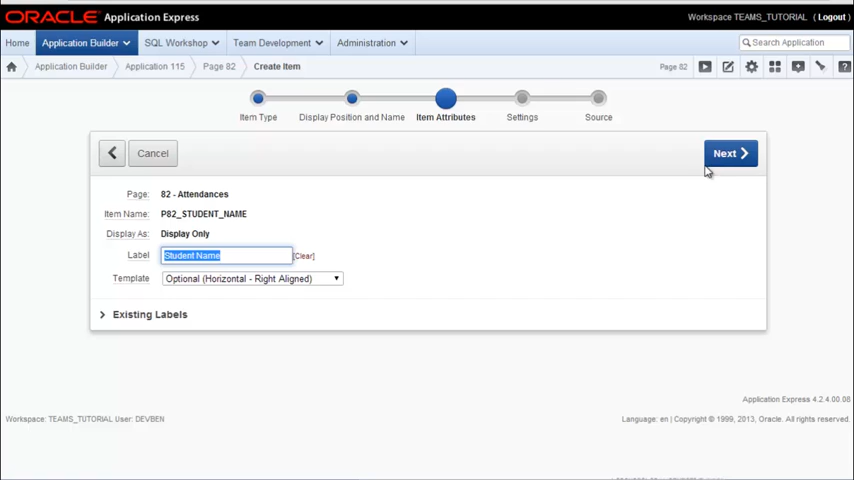 ORACLE Application Express
Workspace TEAMS_TUTORIAL (Logout)
Home Application Builder SQL Workshop Team Development Administration Search Application
Application Builder Application 115 Page 82 Create Item Page 82
Item Type Display Position and Name Item Attributes Settings Source
Cancel Next
Page: 82 - Attendances
Item Name: P82_STUDENT_NAME
Display As: Display Only
Label Student Name [Clear]
Template Optional (Horizontal - Right Aligned)
Existing Labels
Application Express 4.2.4.00.08
Workspace: TEAMS_TUTORIAL User: DEVBEN Language: en | Copyright © 1999, 2013, Oracle. All rights reserved.